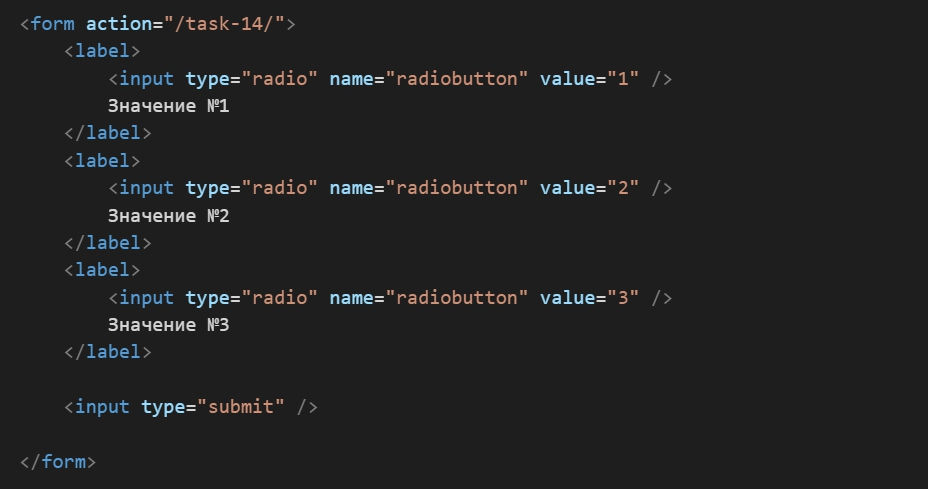 <form action="/task-14/">
<label>
<input type="radio" name="radiobutton" value="1" />
Значение №1
</label>
<label>
<input type="radio" name="radiobutton" value="2" />
Значение №2
</label>
<label>
<input type="radio" name="radiobutton" value="3" />
Значение №3
</label>
<input type="submit" />
</form>